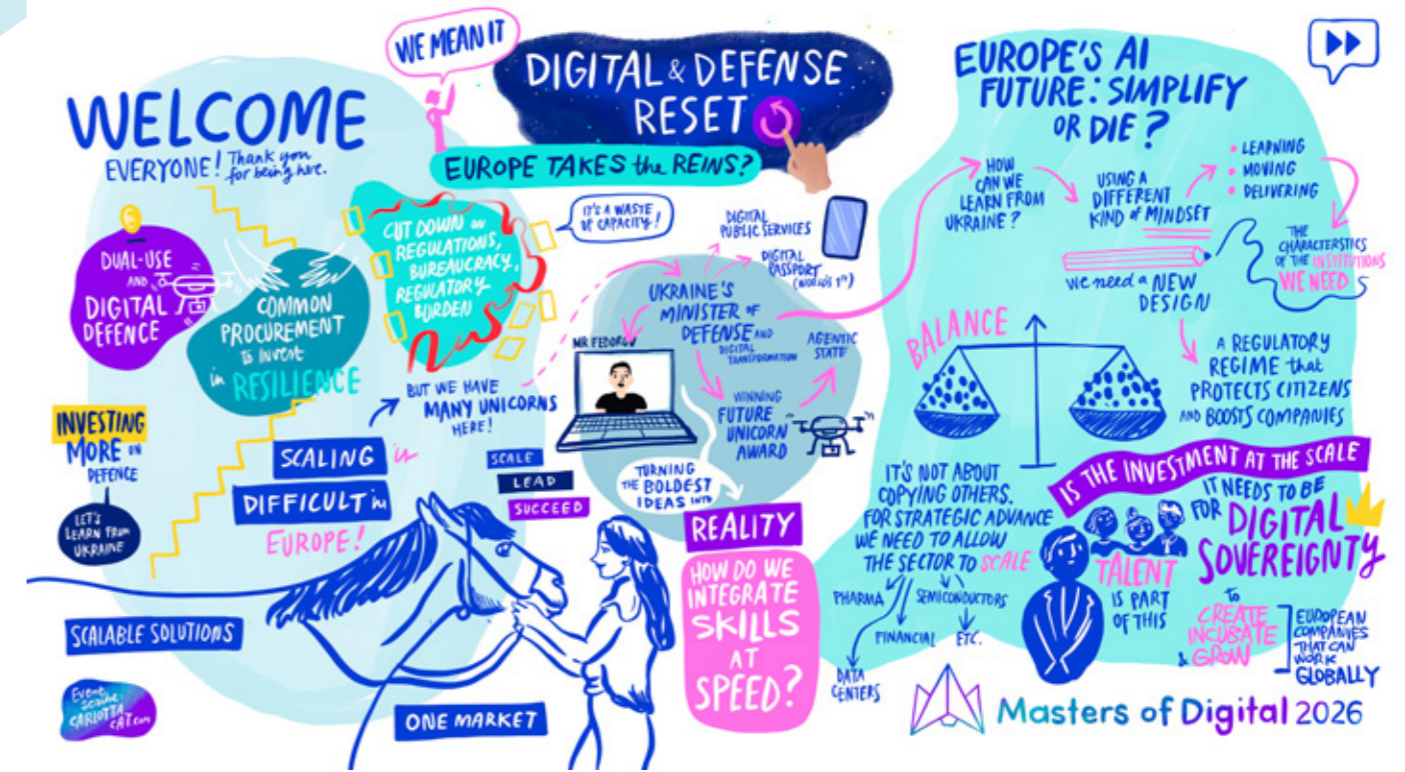 WE MEAN IT
DIGITAL & DEFENSE
RESET
EUROPE TAKES the REINS?
WELCOME
EVERYONE! Thank you
for being here.
DUAL-USE
AND
DIGITAL
DEFENCE
COMMON
PROCUREMENT
to invest
in RESILIENCE
CUT DOWN on
REGULATIONS,
BUREAUCRACY,
REGULATORY
BURDEN
IT'S A WASTE
OF CAPACITY!
INVESTING
MORE ON
DEFENCE
LET'S
LEARN FROM
UKRAINE
SCALING is
DIFFICULT in
EUROPE!
BUT WE HAVE
MANY UNICORNS
HERE!
SCALE
LEAD
SUCCEED
SCALABLE SOLUTIONS
ONE MARKET
Event
scribe
CARLOTTA
CAT.com
DIGITAL
PUBLIC SERVICES
DIGITAL
PASSPORT
(WORLD'S 1st)
UKRAINE'S
MINISTER OF
DEFENSE AND
DIGITAL
TRANSFORMATION
MR FEDOROV
AGENTIC
STATE
WINNING
FUTURE
UNICORN
AWARD
TURNING
THE BOLDEST
IDEAS INTO
REALITY
HOW DO WE
INTEGRATE
SKILLS
AT
SPEED?
EUROPE'S AI
FUTURE: SIMPLIFY
OR DIE?
HOW
CAN WE
LEARN FROM
UKRAINE?
USING A
DIFFERENT
KIND of MINDSET
• LEARNING
• MOVING
• DELIVERING
THE
CHARACTERSTICS
OF THE INSTITUTIONS
WE NEED
we need a NEW
DESIGN
BALANCE
A REGULATORY
REGIME that
PROTECTS CITIZENS
AND BOOSTS COMPANIES
IT'S NOT ABOUT
COPYING OTHERS.
FOR STRATEGIC ADVANCE
WE NEED TO ALLOW
THE SECTOR TO SCALE
PHARMA
SEMICONDUCTORS
FINANCIAL
ETC.
DATA
CENTERS
IS THE INVESTMENT AT THE SCALE
IT NEEDS TO BE
FOR DIGITAL
SOVEREIGNTY
TALENT
IS PART
OF THIS
to
CREATE
INCUBATE
& GROW
EUROPEAN
COMPANIES
THAT CAN
WORK
GLOBALLY
Masters of Digital 2026